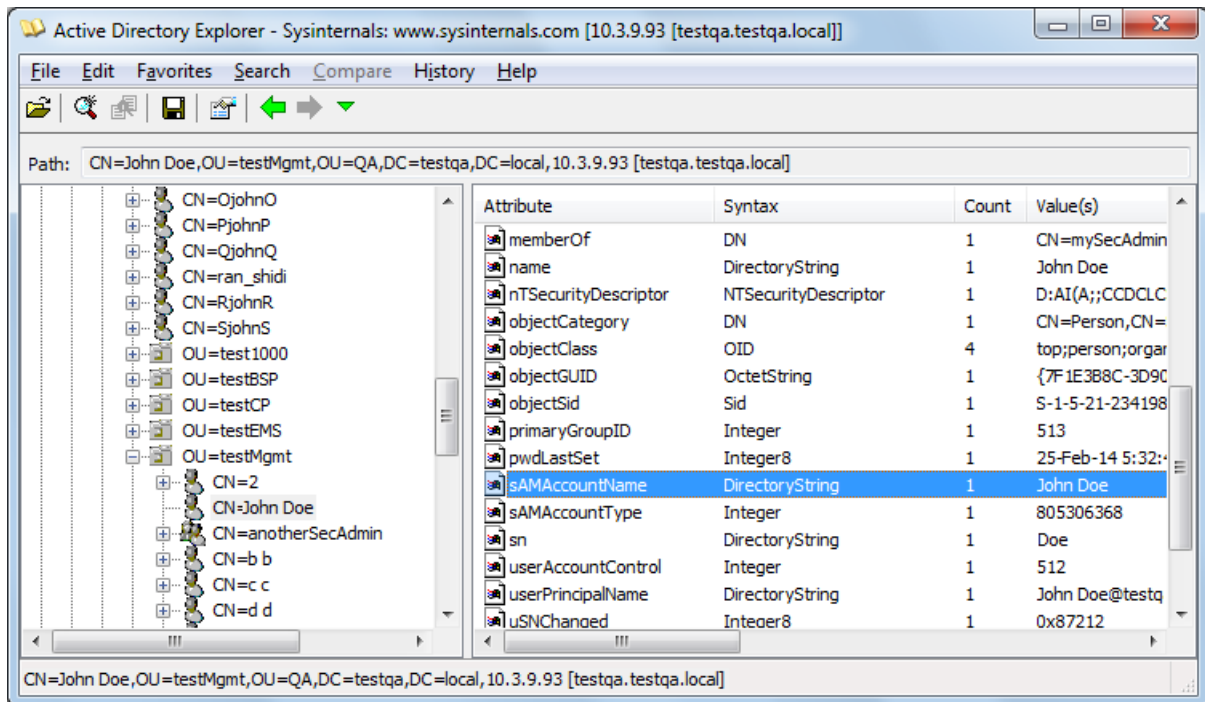 Active Directory Explorer - Sysinternals: www.sysinternals.com [10.3.9.93 [testqa.testqa.local]]
File Edit Favorites Search Compare History Help
Path: CN=John Doe,OU=testMgmt,OU=QA,DC=testqa,DC=local,10.3.9.93 [testqa.testqa.local]
CN=OjohnO
CN=PjohnP
CN=QjohnQ
CN=ran_shidi
CN=RjohnR
CN=SjohnS
OU=test1000
OU=testBSP
OU=testCP
OU=testEMS
OU=testMgmt
CN=2
CN=John Doe
CN=anotherSecAdmin
CN=b b
CN=c c
CN=d d
Attribute Syntax Count Value(s)
memberOf DN 1 CN=mySecAdmin
name DirectoryString 1 John Doe
nTSecurityDescriptor NTSecurityDescriptor 1 D:AI(A;;CCDCLC
objectCategory DN 1 CN=Person,CN=
objectClass OID 4 top;person;organ
objectGUID OctetString 1 {7F1E3B8C-3D90
objectSid Sid 1 S-1-5-21-234198
primaryGroupID Integer 1 513
pwdLastSet Integer8 1 25-Feb-14 5:32:4
sAMAccountName DirectoryString 1 John Doe
sAMAccountType Integer 1 805306368
sn DirectoryString 1 Doe
userAccountControl Integer 1 512
userPrincipalName DirectoryString 1 John Doe@testq
uSNChanged Integer8 1 0x87212
CN=John Doe,OU=testMgmt,OU=QA,DC=testqa,DC=local,10.3.9.93 [testqa.testqa.local]